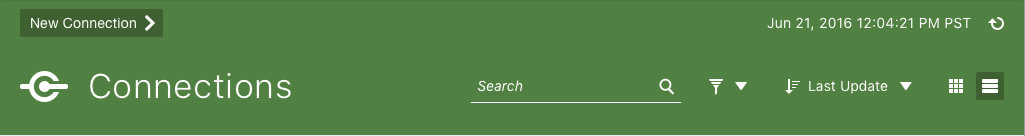 New Connection
Jun 21, 2016 12:04:21 PM PST
Connections
Search
Last Update